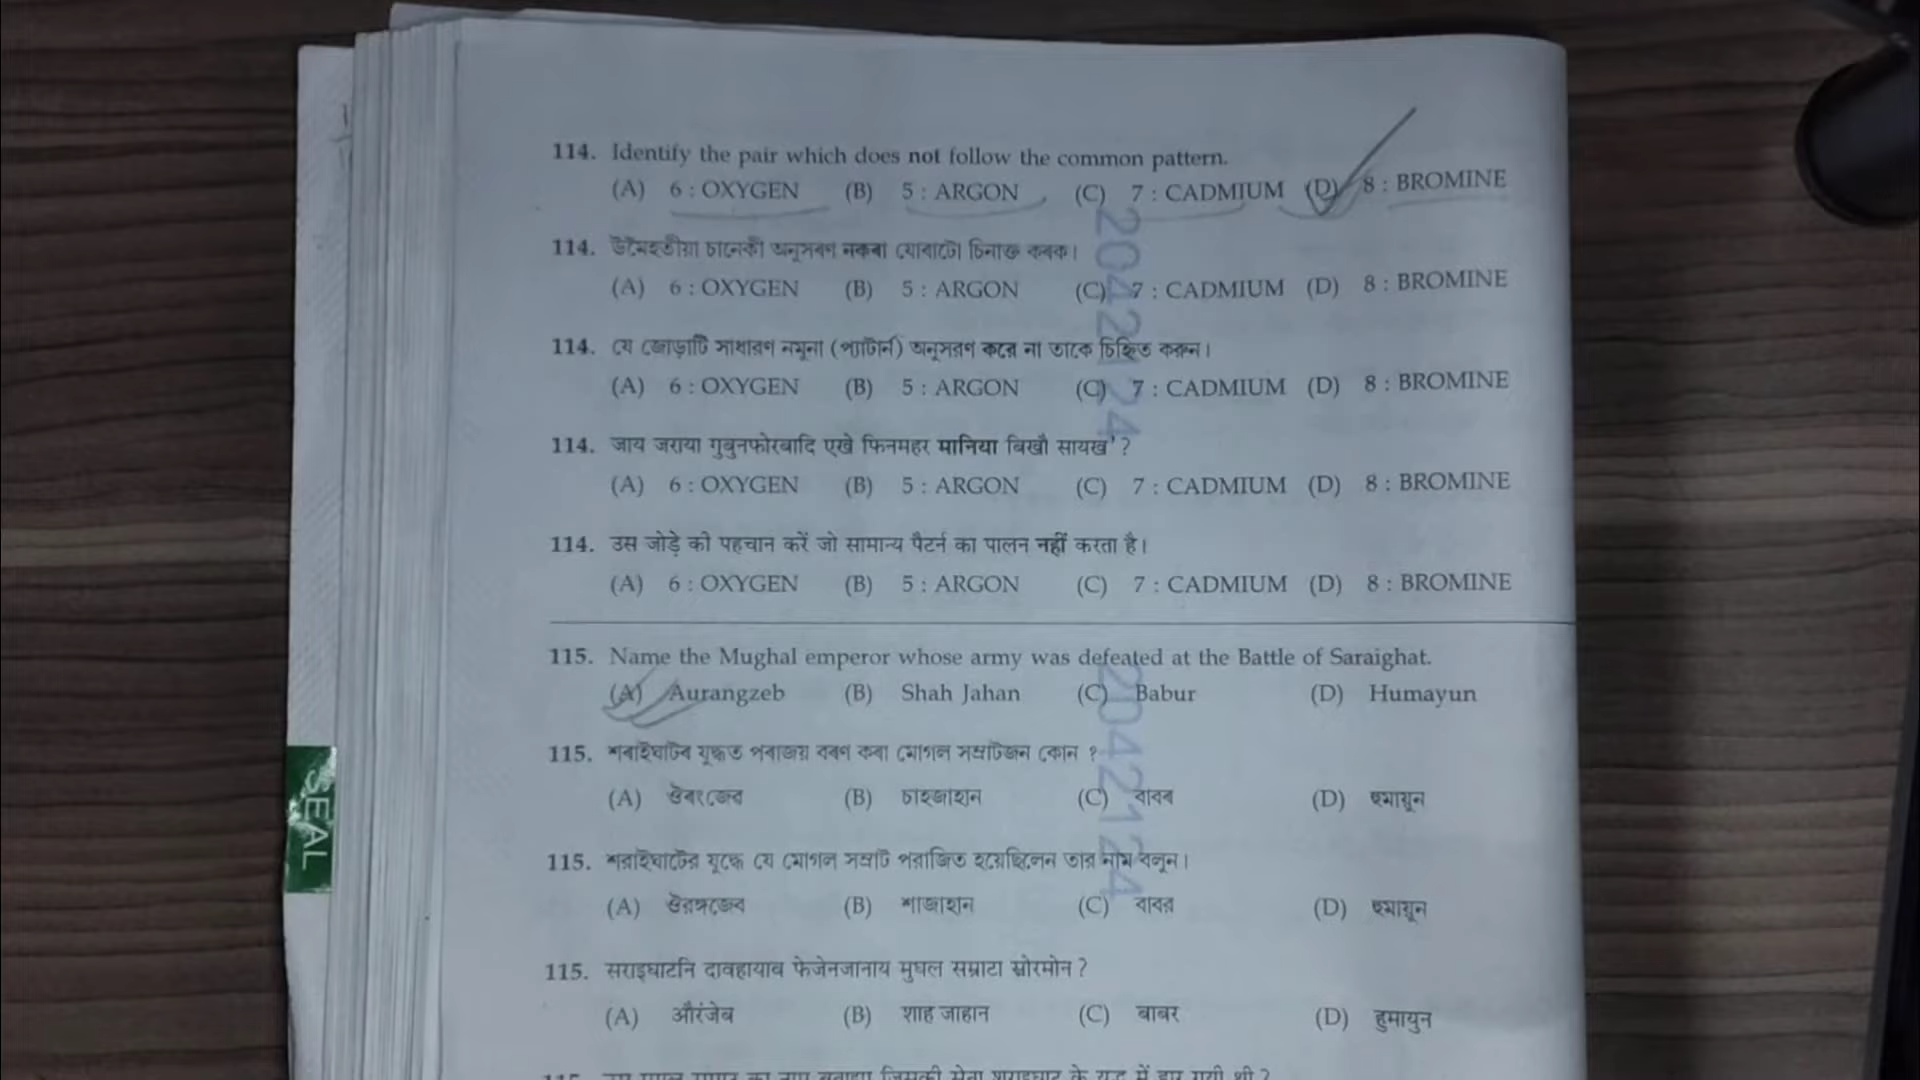 114. Identify the pair which does not follow the common pattern.
(A) 6 : OXYGEN (B) 5 : ARGON (C) 7 : CADMIUM (D) 8 : BROMINE
114. উমৈহতীয়া চানেকী অনুসৰণ নকৰা যোৰাটো চিনাক্ত কৰক।
(A) 6 : OXYGEN (B) 5 : ARGON (C) 7 : CADMIUM (D) 8 : BROMINE
114. যে জোড়াটি সাধারণ নমুনা (প্যাটার্ন) অনুসরণ করে না তাকে চিহ্নিত করুন।
(A) 6 : OXYGEN (B) 5 : ARGON (C) 7 : CADMIUM (D) 8 : BROMINE
114. जाय जराया गुबुनफोरबादि एखे फिनमहर मानिया बिखौ सायख' ?
(A) 6 : OXYGEN (B) 5 : ARGON (C) 7 : CADMIUM (D) 8 : BROMINE
114. उस जोड़े की पहचान करें जो सामान्य पैटर्न का पालन नहीं करता है।
(A) 6 : OXYGEN (B) 5 : ARGON (C) 7 : CADMIUM (D) 8 : BROMINE
115. Name the Mughal emperor whose army was defeated at the Battle of Saraighat.
(A) Aurangzeb (B) Shah Jahan (C) Babur (D) Humayun
115. শৰাইঘাটৰ যুদ্ধত পৰাজয় বৰণ কৰা মোগল সম্ৰাটজন কোন ?
(A) ঔৰংজেব (B) চাহজাহান (C) বাবৰ (D) হুমায়ুন
115. শরাইঘাটের যুদ্ধে যে মোগল সম্রাট পরাজিত হয়েছিলেন তার নাম বলুন।
(A) ঔরঙ্গজেব (B) শাজাহান (C) বাবর (D) হুমায়ুন
115. सराइघाटनि दावहायाव फेजेनजानाय मुघल सम्राटा स्रोरमोन ?
(A) औरंजेब (B) शाह जाहान (C) बाबर (D) हुमायुन
2042124
2042124
SEAL